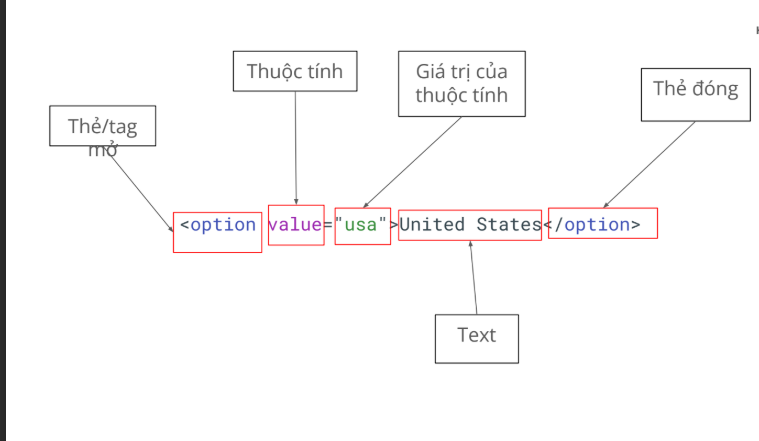 Thuộc tính
Giá trị của
thuộc tính
Thẻ đóng
Thẻ/tag
mở
<option value="usa">United States</option>
Text